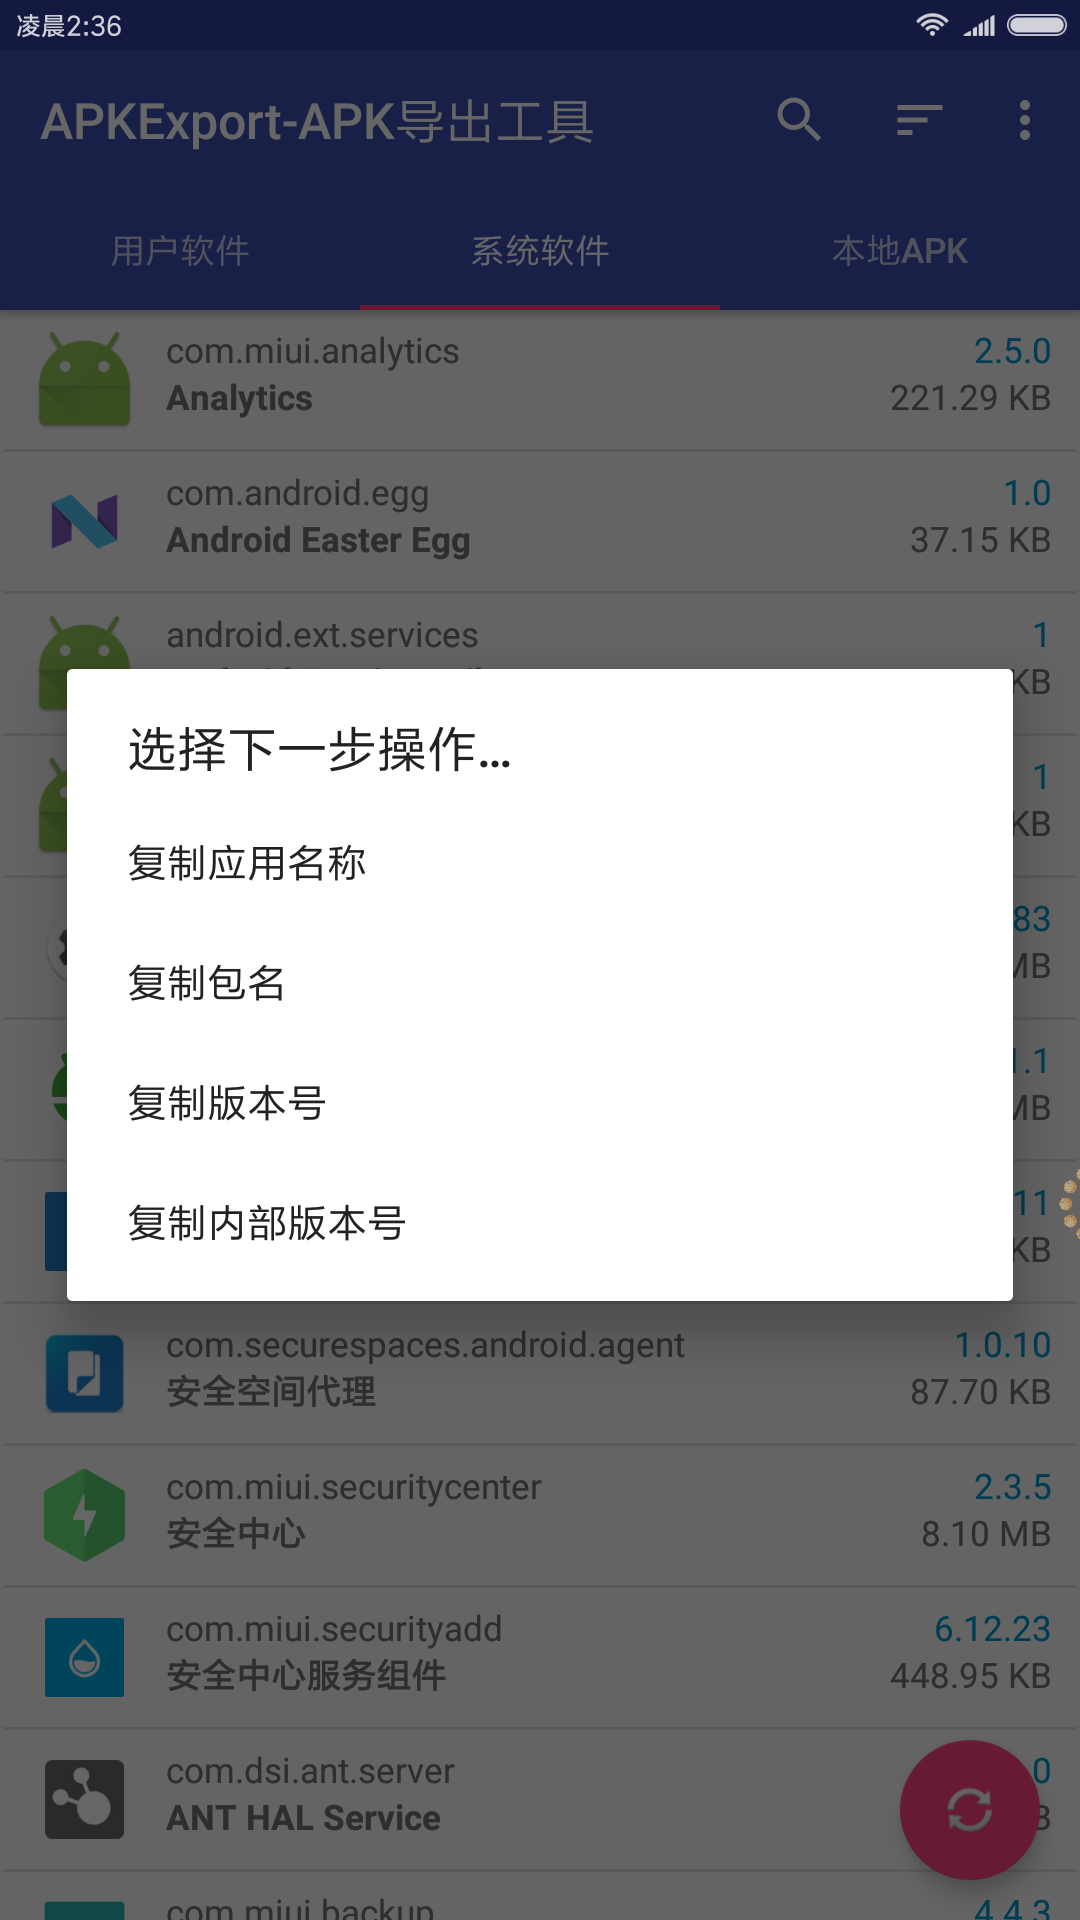 凌晨2:36
APKExport-APK导出工具
用户软件
系统软件
本地APK
com.miui.analytics
2.5.0
Analytics
221.29 KB
com.android.egg
1.0
Android Easter Egg
37.15 KB
android.ext.services
1
KB
选择下一步操作...
1
KB
复制应用名称
83
MB
复制包名
1.1
MB
复制版本号
11
KB
复制内部版本号
com.securespaces.android.agent
1.0.10
安全空间代理
87.70 KB
com.miui.securitycenter
2.3.5
安全中心
8.10 MB
com.miui.securityadd
6.12.23
安全中心服务组件
448.95 KB
com.dsi.ant.server
0
ANT HAL Service
B
com.miui.backup
4.4.3